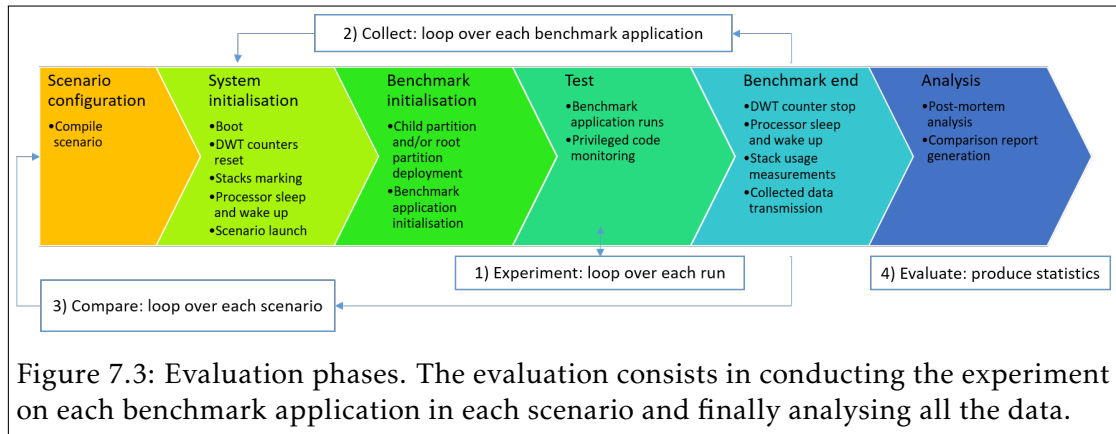 2) Collect: loop over each benchmark application
Scenario
configuration
•Compile
scenario
System
initialisation
•Boot
•DWT counters
reset
•Stacks marking
•Processor sleep
and wake up
•Scenario launch
Benchmark
initialisation
•Child partition
and/or root
partition
deployment
•Benchmark
application
initialisation
Test
•Benchmark
application runs
•Privileged code
monitoring
Benchmark end
•DWT counter stop
•Processor sleep
and wake up
•Stack usage
measurements
•Collected data
transmission
Analysis
•Post-mortem
analysis
•Comparison report
generation
1) Experiment: loop over each run
4) Evaluate: produce statistics
3) Compare: loop over each scenario
Figure 7.3: Evaluation phases. The evaluation consists in conducting the experiment
on each benchmark application in each scenario and finally analysing all the data.